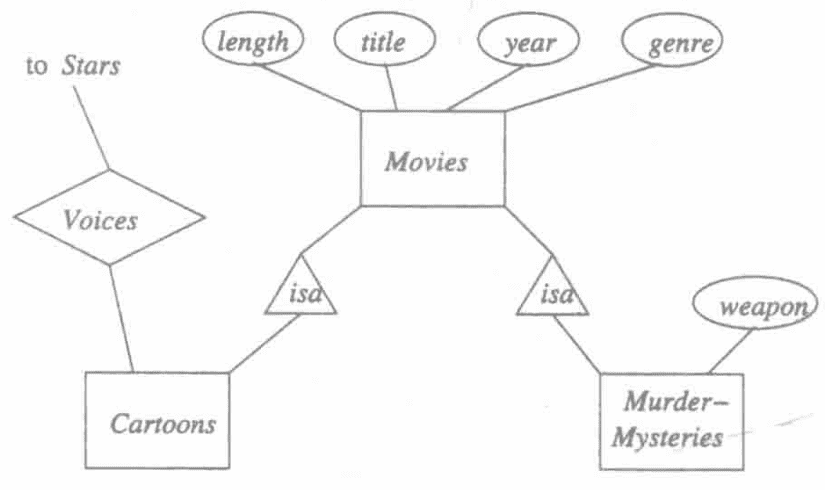 length
title
year
genre
to Stars
Movies
Voices
isa
isa
weapon
Cartoons
Murder-
Mysteries